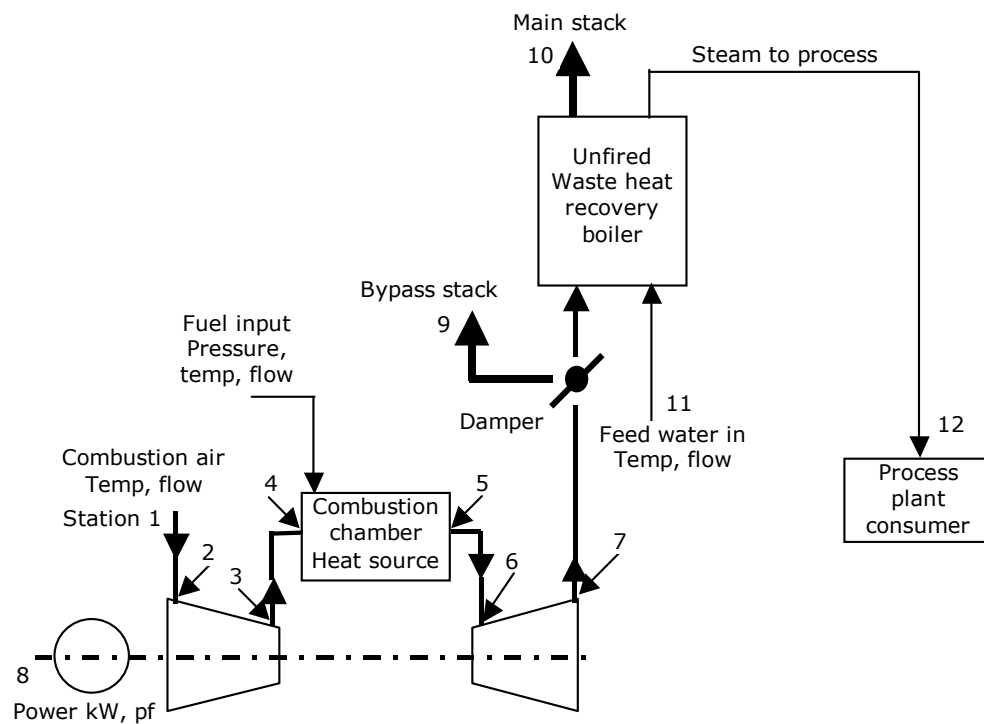 Main stack
10
Steam to process
Unfired
Waste heat
recovery
boiler
Bypass stack
9
Fuel input
Pressure,
temp, flow
Damper
11
Feed water in
Temp, flow
12
Process
plant
consumer
Combustion air
Temp, flow
Station 1
4
Combustion
chamber
Heat source
5
2
3
6
7
8
Power kW, pf